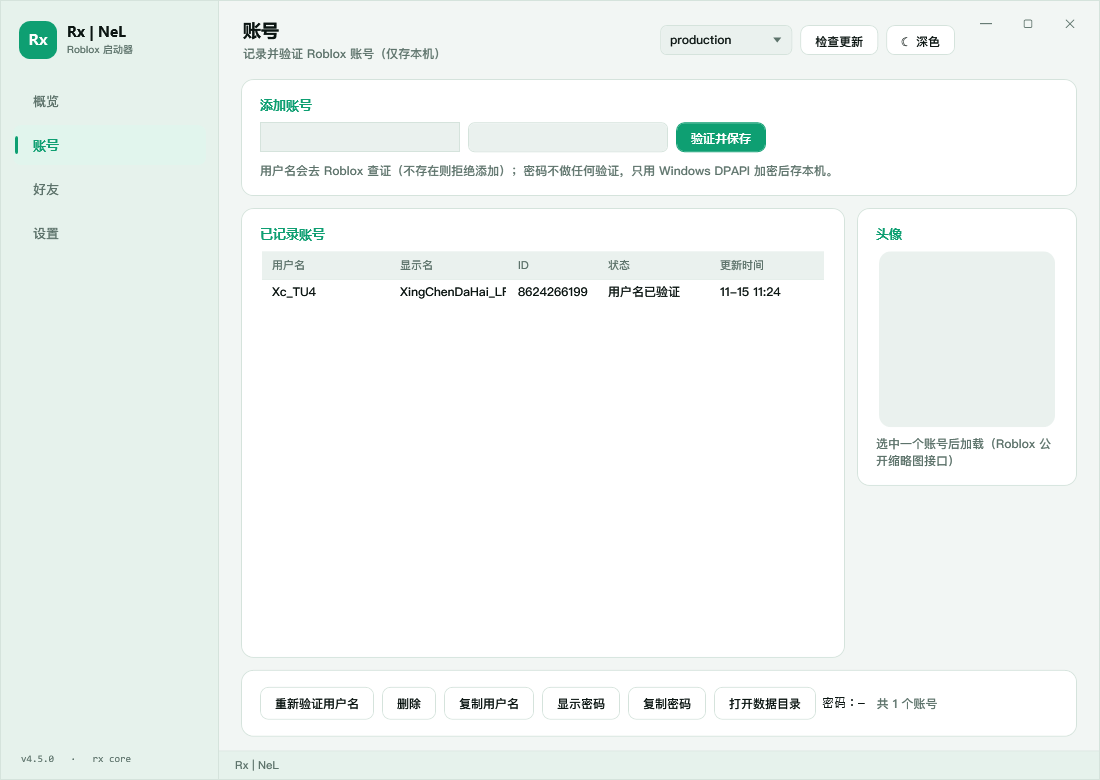 Rx
Rx | NeL
Roblox 启动器
概览
账号
好友
设置
v4.5.0 · rx core
账号
记录并验证 Roblox 账号（仅存本机）
production
检查更新
☾ 深色
添加账号
验证并保存
用户名会去 Roblox 查证（不存在则拒绝添加）；密码不做任何验证，只用 Windows DPAPI 加密后存本机。
已记录账号
用户名 显示名 ID 状态 更新时间
Xc_TU4 XingChenDaHai_LF 8624266199 用户名已验证 11-15 11:24
头像
选中一个账号后加载（Roblox 公
开缩略图接口）
重新验证用户名 删除 复制用户名 显示密码 复制密码 打开数据目录 密码：– 共 1 个账号
Rx | NeL